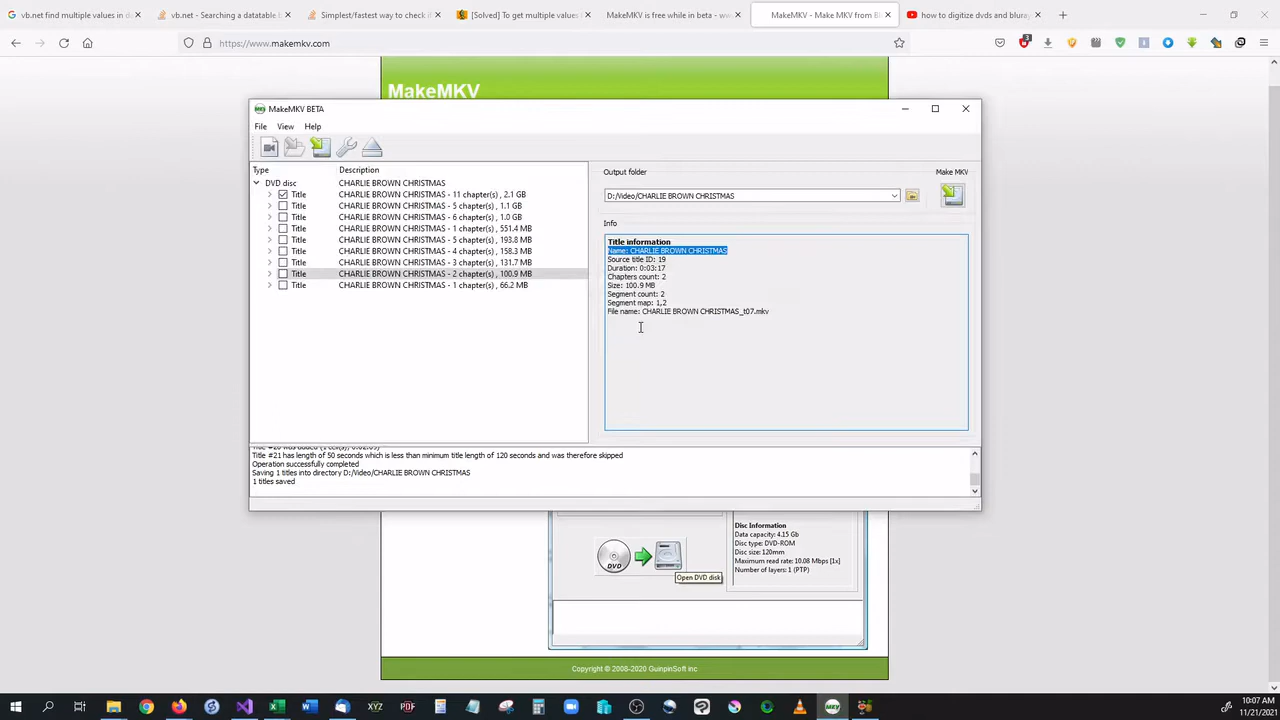 vb.net find multiple values in d
vb.net - Searching a datatable b
Simplest/fastest way to check if
[Solved] To get multiple values
MakeMKV is free while in beta - ww
MakeMKV - Make MKV from Bl
how to digitize dvds and bluray
https://www.makemkv.com
MakeMKV
MakeMKV BETA
File View Help
Type Description
DVD disc CHARLIE BROWN CHRISTMAS
Title CHARLIE BROWN CHRISTMAS - 11 chapter(s) , 2.1 GB
Title CHARLIE BROWN CHRISTMAS - 5 chapter(s) , 1.1 GB
Title CHARLIE BROWN CHRISTMAS - 6 chapter(s) , 1.0 GB
Title CHARLIE BROWN CHRISTMAS - 1 chapter(s) , 551.4 MB
Title CHARLIE BROWN CHRISTMAS - 5 chapter(s) , 193.8 MB
Title CHARLIE BROWN CHRISTMAS - 4 chapter(s) , 158.3 MB
Title CHARLIE BROWN CHRISTMAS - 3 chapter(s) , 131.7 MB
Title CHARLIE BROWN CHRISTMAS - 2 chapter(s) , 100.9 MB
Title CHARLIE BROWN CHRISTMAS - 1 chapter(s) , 66.2 MB
Output folder
Make MKV
D:/Video/CHARLIE BROWN CHRISTMAS
Info
Title information
Name: CHARLIE BROWN CHRISTMAS
Source title ID: 19
Duration: 0:03:17
Chapters count: 2
Size: 100.9 MB
Segment count: 2
Segment map: 1,2
File name: CHARLIE BROWN CHRISTMAS_t07.mkv
Title #21 has length of 50 seconds which is less than minimum title length of 120 seconds and was therefore skipped
Operation successfully completed
Saving 1 titles into directory D:/Video/CHARLIE BROWN CHRISTMAS
1 titles saved
Disc Information
Data capacity: 4.15 Gb
Disc type: DVD-ROM
Disc size: 120mm
Maximum read rate: 10.08 Mbps [1x]
Number of layers: 1 (PTP)
DVD
Open DVD disk
Copyright © 2008-2020 GuinpinSoft inc
10:07 AM
11/21/2021